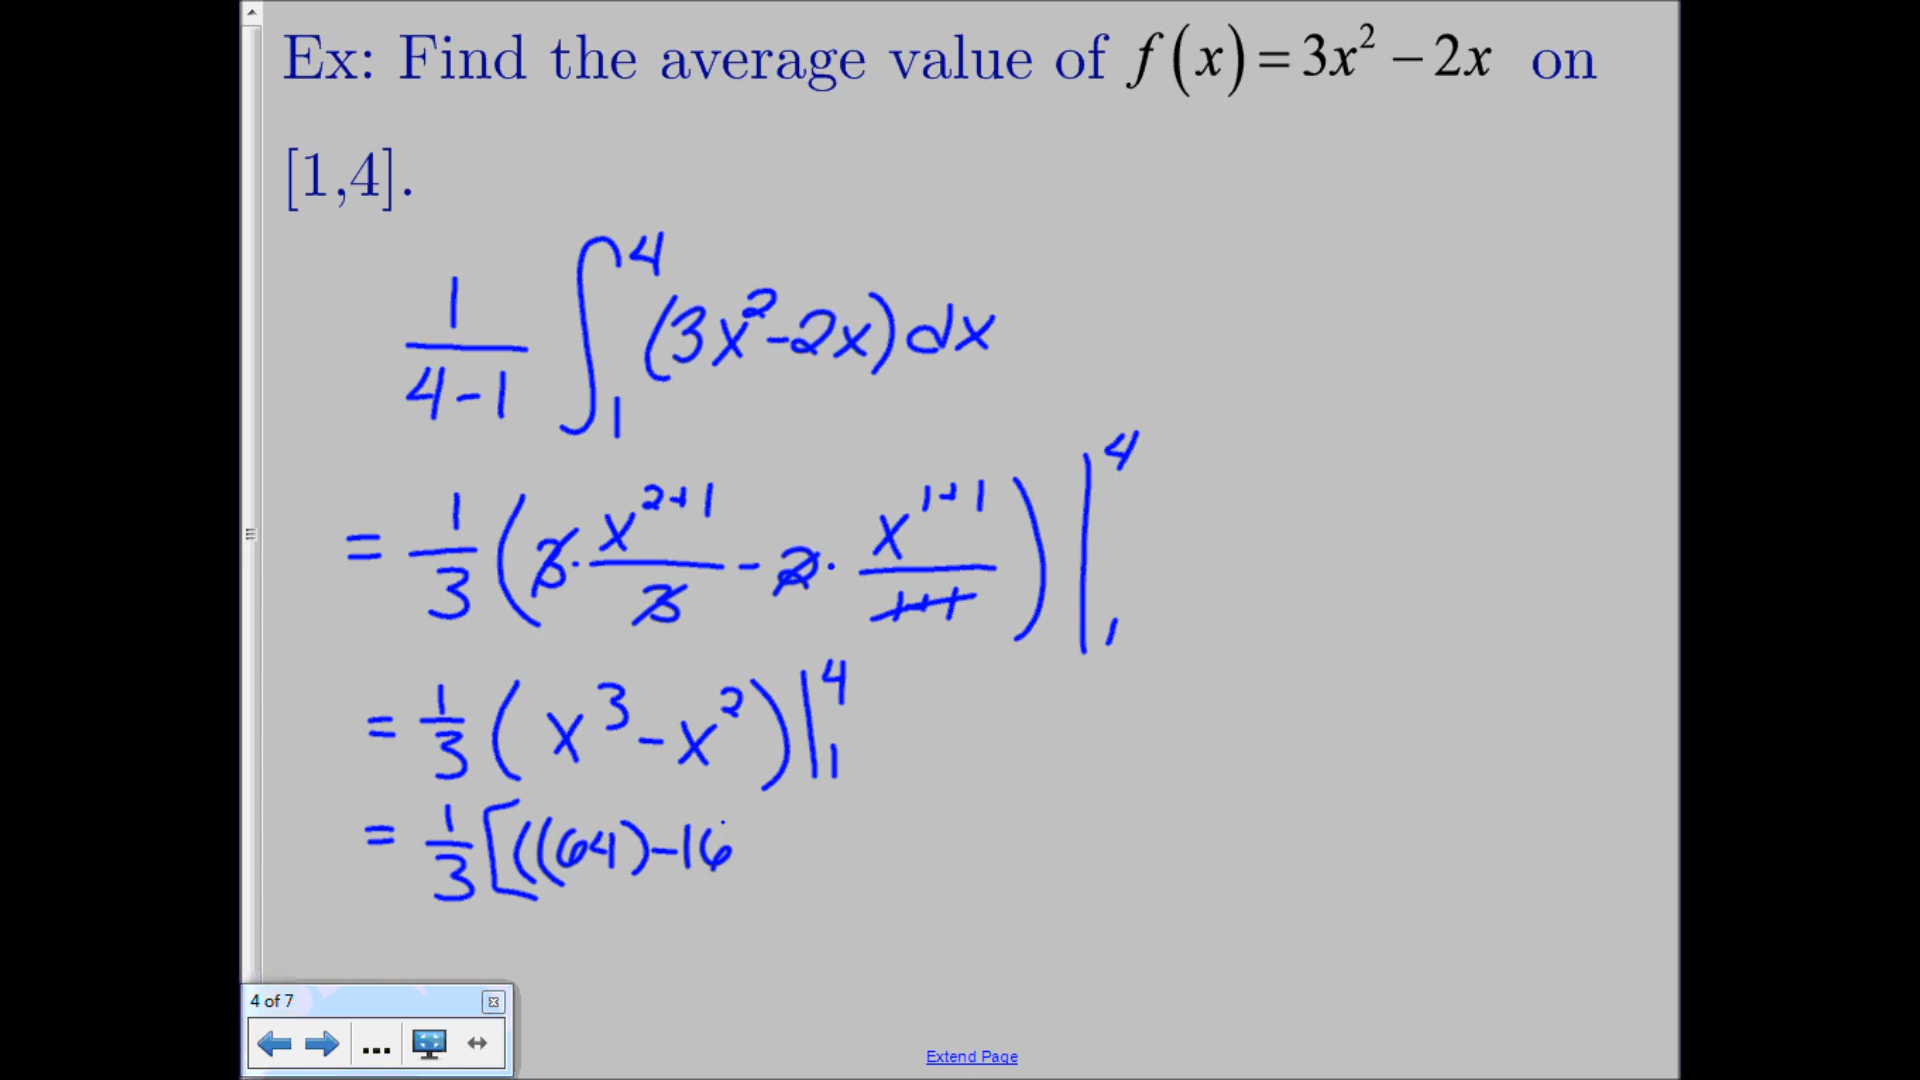 Ex: Find the average value of f(x) = 3x² − 2x on
[1,4].
1/(4-1) ∫₁⁴ (3x²-2x)dx
= 1/3 (3· x²⁺¹/3 - 2· x¹⁺¹/1+1) |₁⁴
= 1/3 ( x³-x²) |₁⁴
= 1/3 [((64)-16
4 of 7
...
Extend Page